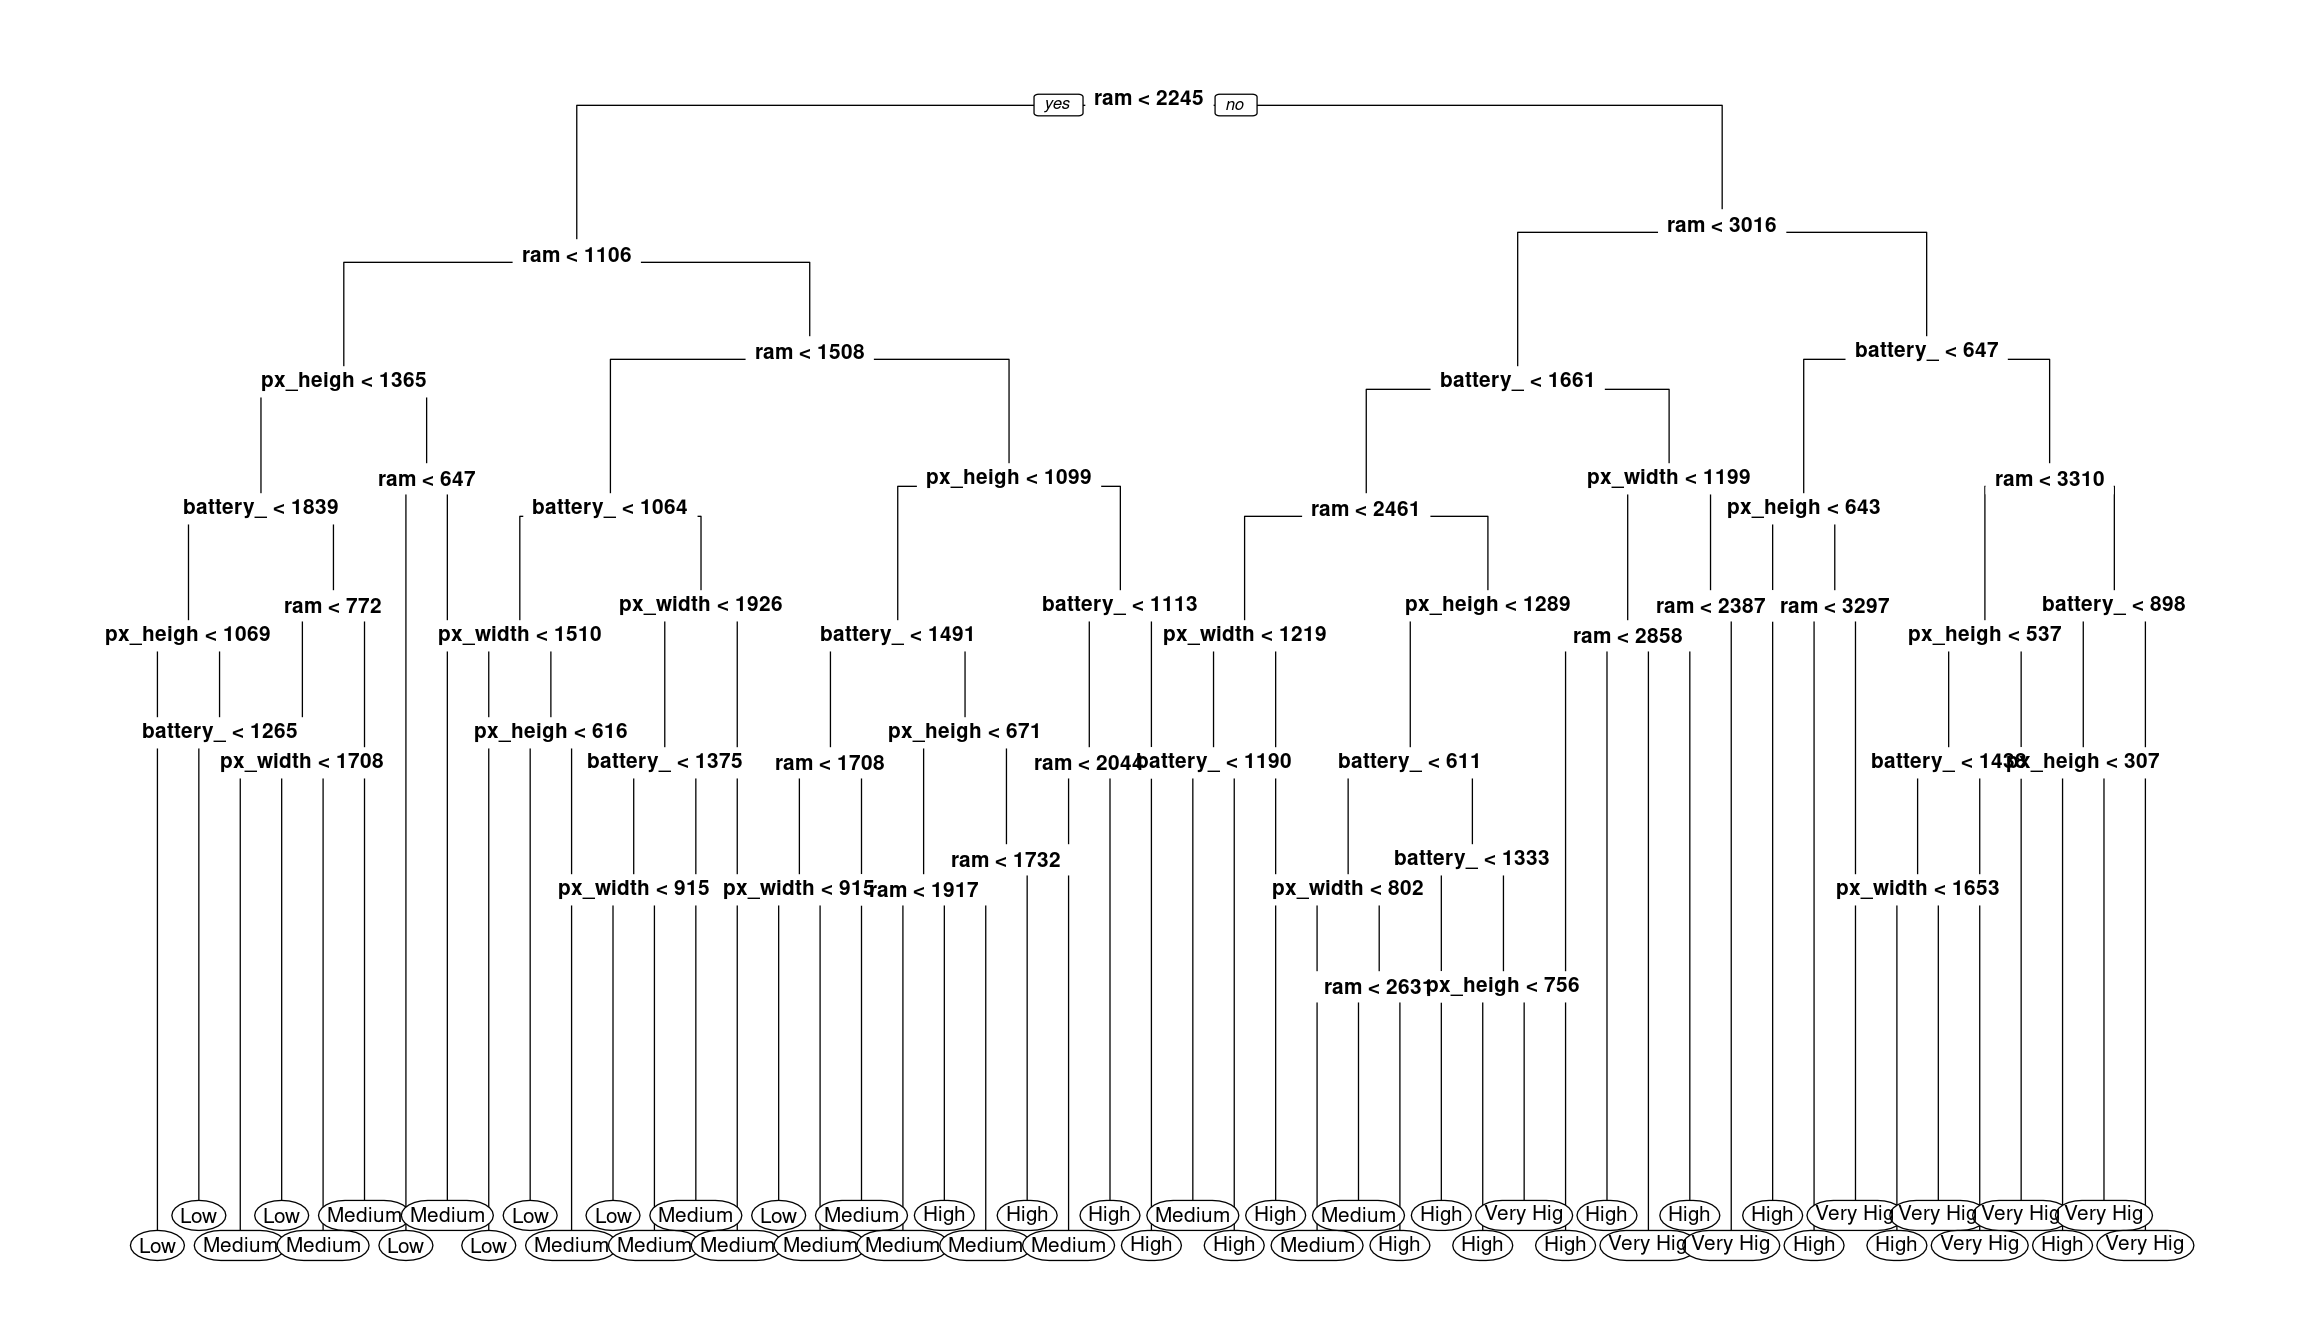 yes ram < 2245 no
ram < 3016
ram < 1106
battery_ < 647
ram < 1508
px_heigh < 1365
battery_ < 1661
px_heigh < 1099
px_width < 1199
ram < 647
ram < 3310
battery_ < 1839
battery_ < 1064
ram < 2461
px_heigh < 643
ram < 772
px_width < 1926
battery_ < 1113
px_heigh < 1289
ram < 2387
ram < 3297
battery_ < 898
px_heigh < 1069
px_width < 1510
battery_ < 1491
px_width < 1219
ram < 2858
px_heigh < 537
battery_ < 1265
px_heigh < 616
px_heigh < 671
px_width < 1708
battery_ < 1375
ram < 1708
ram < 2044
battery_ < 1190
battery_ < 611
battery_ <
px_heigh < 307
ram < 1732
battery_ < 1333
px_width < 915
px_width < 915
ram < 1917
px_width < 802
px_width < 1653
ram < 2631
px_heigh < 756
Low Low Medium Medium Low Low Medium Low Medium High High High Medium High Medium High Very Hig High High High Very Hig Very Hig Very Hig Very Hig
Low Medium Medium Low Low Medium Medium Medium Medium Medium Medium Medium High High Medium High High High Very Hig Very Hig High High Very Hig High Very Hig